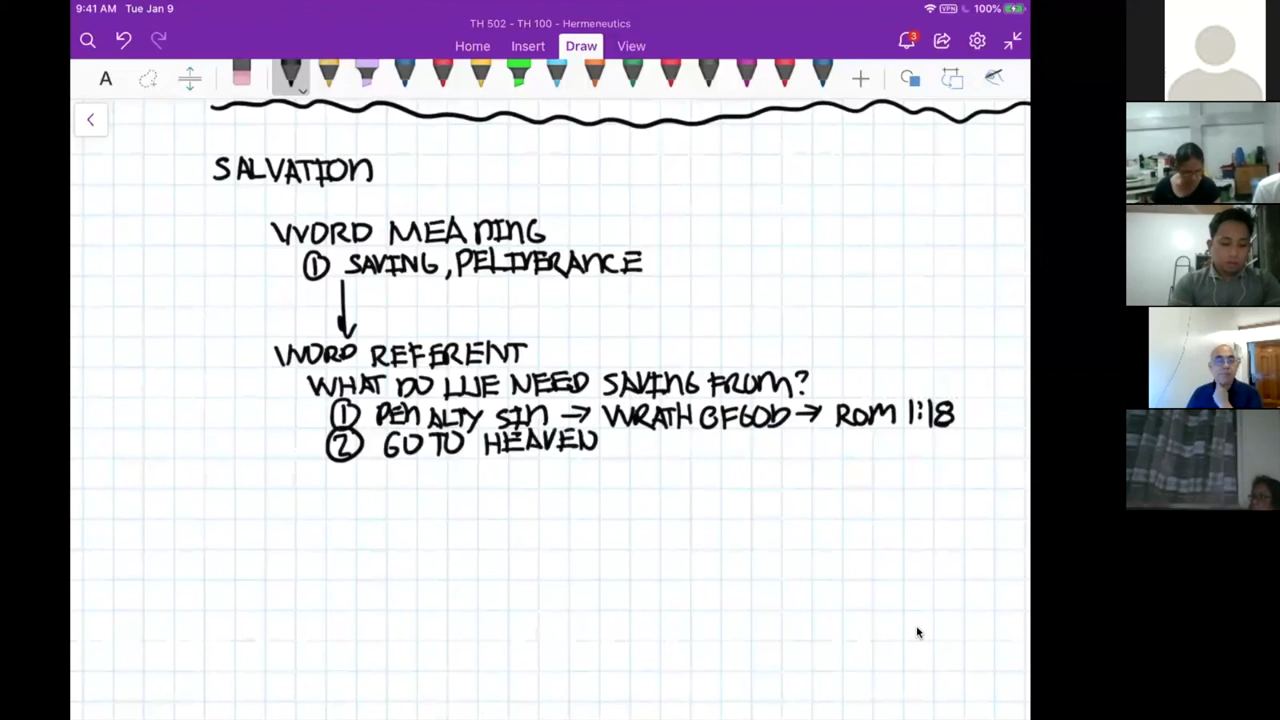 9:41 AM Tue Jan 9
VPN 100%
TH 502 - TH 100 - Hermeneutics
3
Home Insert Draw View
A
SALVATION
WORD MEANING
① SAVING, DELIVERANCE
WORD REFERENT
WHAT DO WE NEED SAVING FROM?
① PENALTY SIN → WRATH OF GOD → ROM 1:18
② GO TO HEAVEN